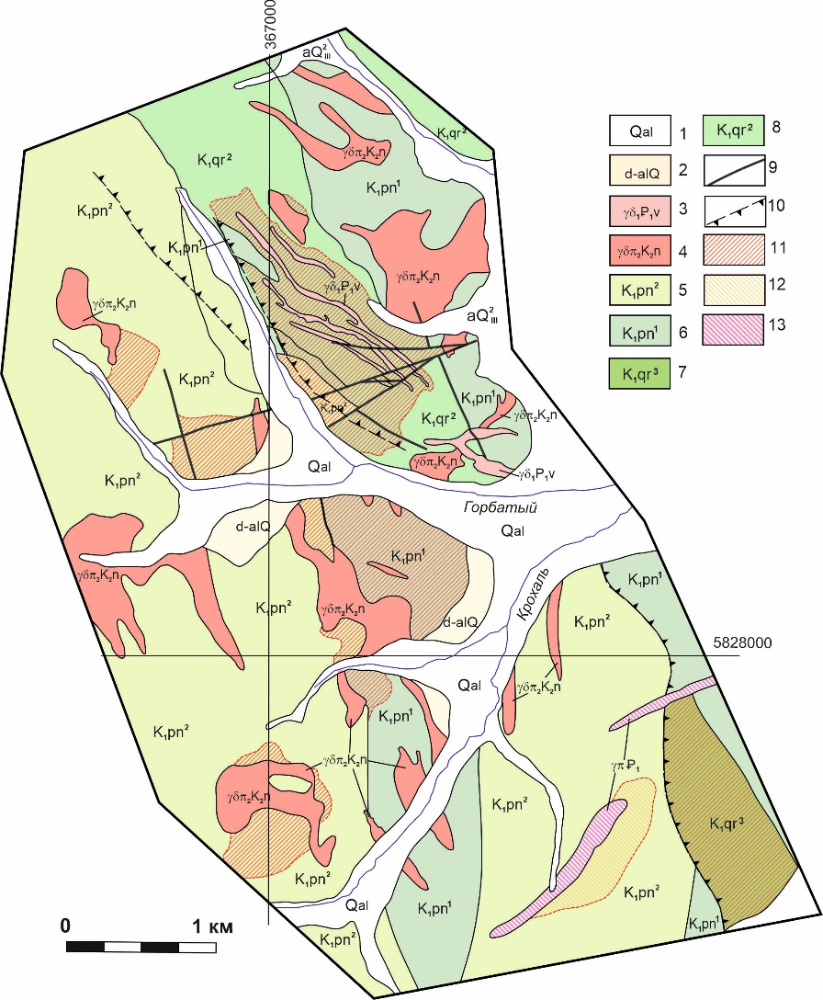 367000
aQ²III
K₁qr²
K₁qr²
γδπ₂K₂n
K₁pn¹
K₁pn²
K₁pn¹
γδπ₂K₂n
γδ₁P₁v
γδπ₂K₂n
aQ²III
K₁pn²
K₁pn²
K₁pn¹
K₁qr²
γδπ₂K₂n
Qal
γδπ₂K₂n
γδ₁P₁v
K₁pn²
Горбатый
Qal
d-alQ
K₁pn¹
γδπ₂K₂n
K₁pn²
γδπ₂K₂n
d-alQ
Крохаль
K₁pn¹
K₁pn²
5828000
Qal
γδπ₂K₂n
K₁pn¹
K₁pn²
γδπ₂K₂n
γπP₁
γδπ₂K₂n
K₁pn²
K₁qr³
K₁pn²
K₁pn²
K₁pn¹
Qal
K₁pn¹
K₁pn²
0 1 км
Qal 1
d-alQ 2
γδ₁P₁v 3
γδπ₂K₂n 4
K₁pn² 5
K₁pn¹ 6
K₁qr³ 7
K₁qr² 8
9
10
11
12
13